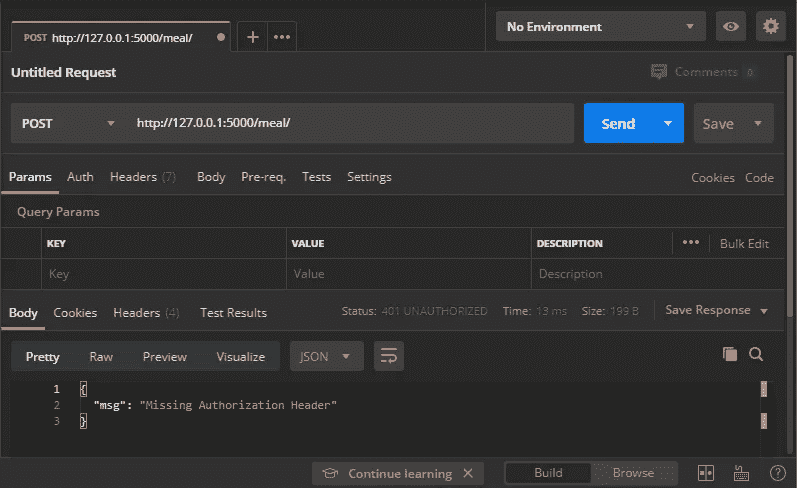 POST http://127.0.0.1:5000/meal/
No Environment
Untitled Request
Comments 0
POST http://127.0.0.1:5000/meal/ Send Save
Params Auth Headers (7) Body Pre-req. Tests Settings Cookies Code
Query Params
KEY VALUE DESCRIPTION ••• Bulk Edit
Key Value Description
Body Cookies Headers (4) Test Results Status: 401 UNAUTHORIZED Time: 13 ms Size: 199 B Save Response
Pretty Raw Preview Visualize JSON
1 {
2 "msg": "Missing Authorization Header"
3 }
Continue learning Build Browse